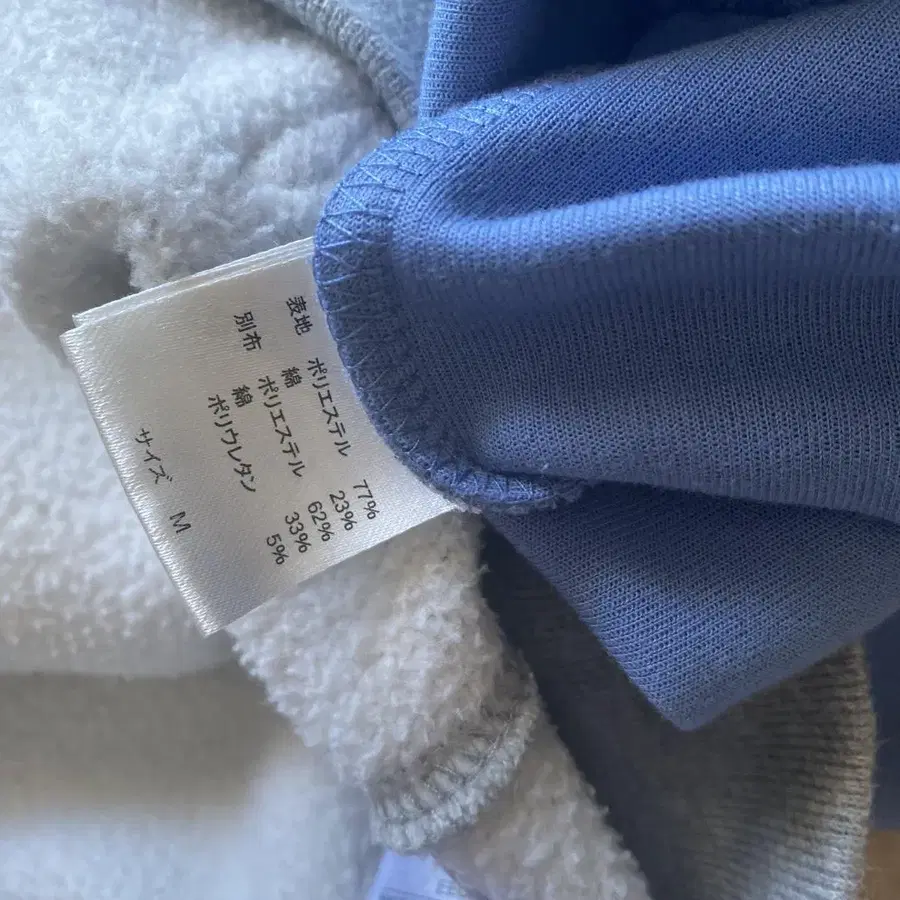 表地 ポリエステル 77%
綿 23%
別布 ポリエステル 62%
綿 33%
ポリウレタン 5%
サイズ M